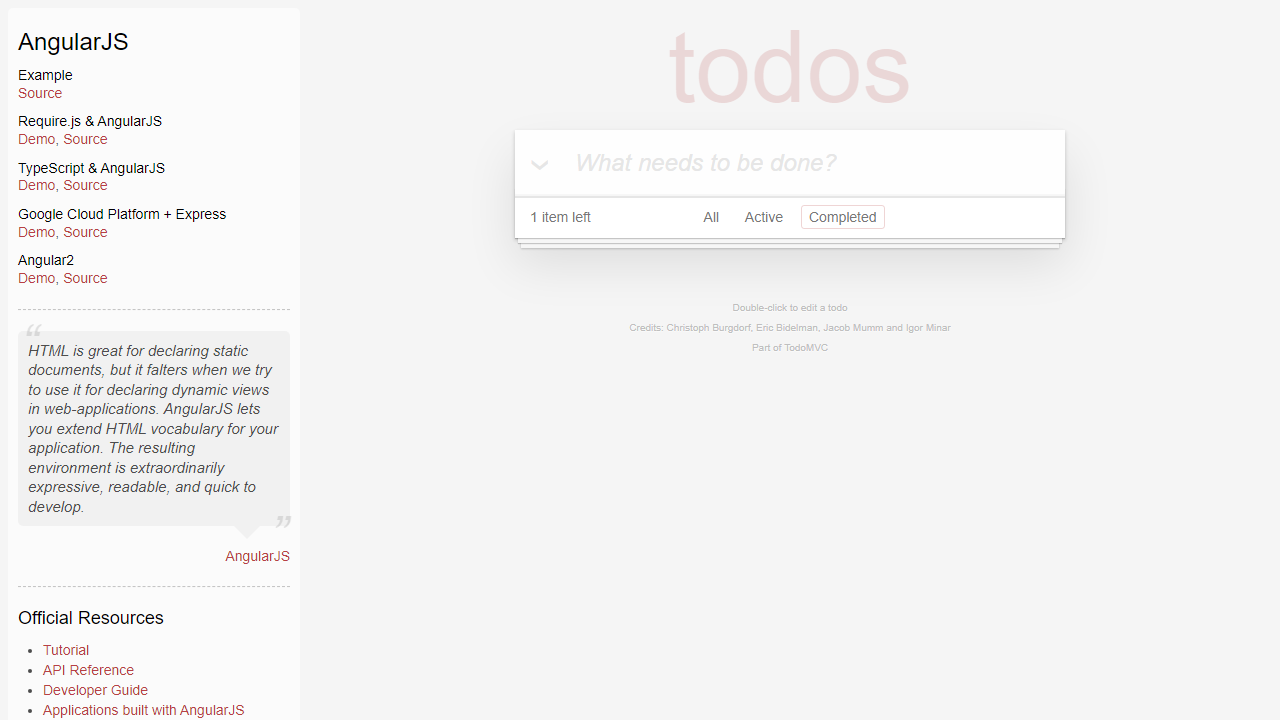 AngularJS
Example
Source
Require.js & AngularJS
Demo, Source
TypeScript & AngularJS
Demo, Source
Google Cloud Platform + Express
Demo, Source
Angular2
Demo, Source
“
HTML is great for declaring static
documents, but it falters when we try
to use it for declaring dynamic views
in web-applications. AngularJS lets
you extend HTML vocabulary for your
application. The resulting
environment is extraordinarily
expressive, readable, and quick to
develop.
”
AngularJS
Official Resources
• Tutorial
• API Reference
• Developer Guide
• Applications built with AngularJS
todos
What needs to be done?
1 item left All Active Completed
Double-click to edit a todo
Credits: Christoph Burgdorf, Eric Bidelman, Jacob Mumm and Igor Minar
Part of TodoMVC